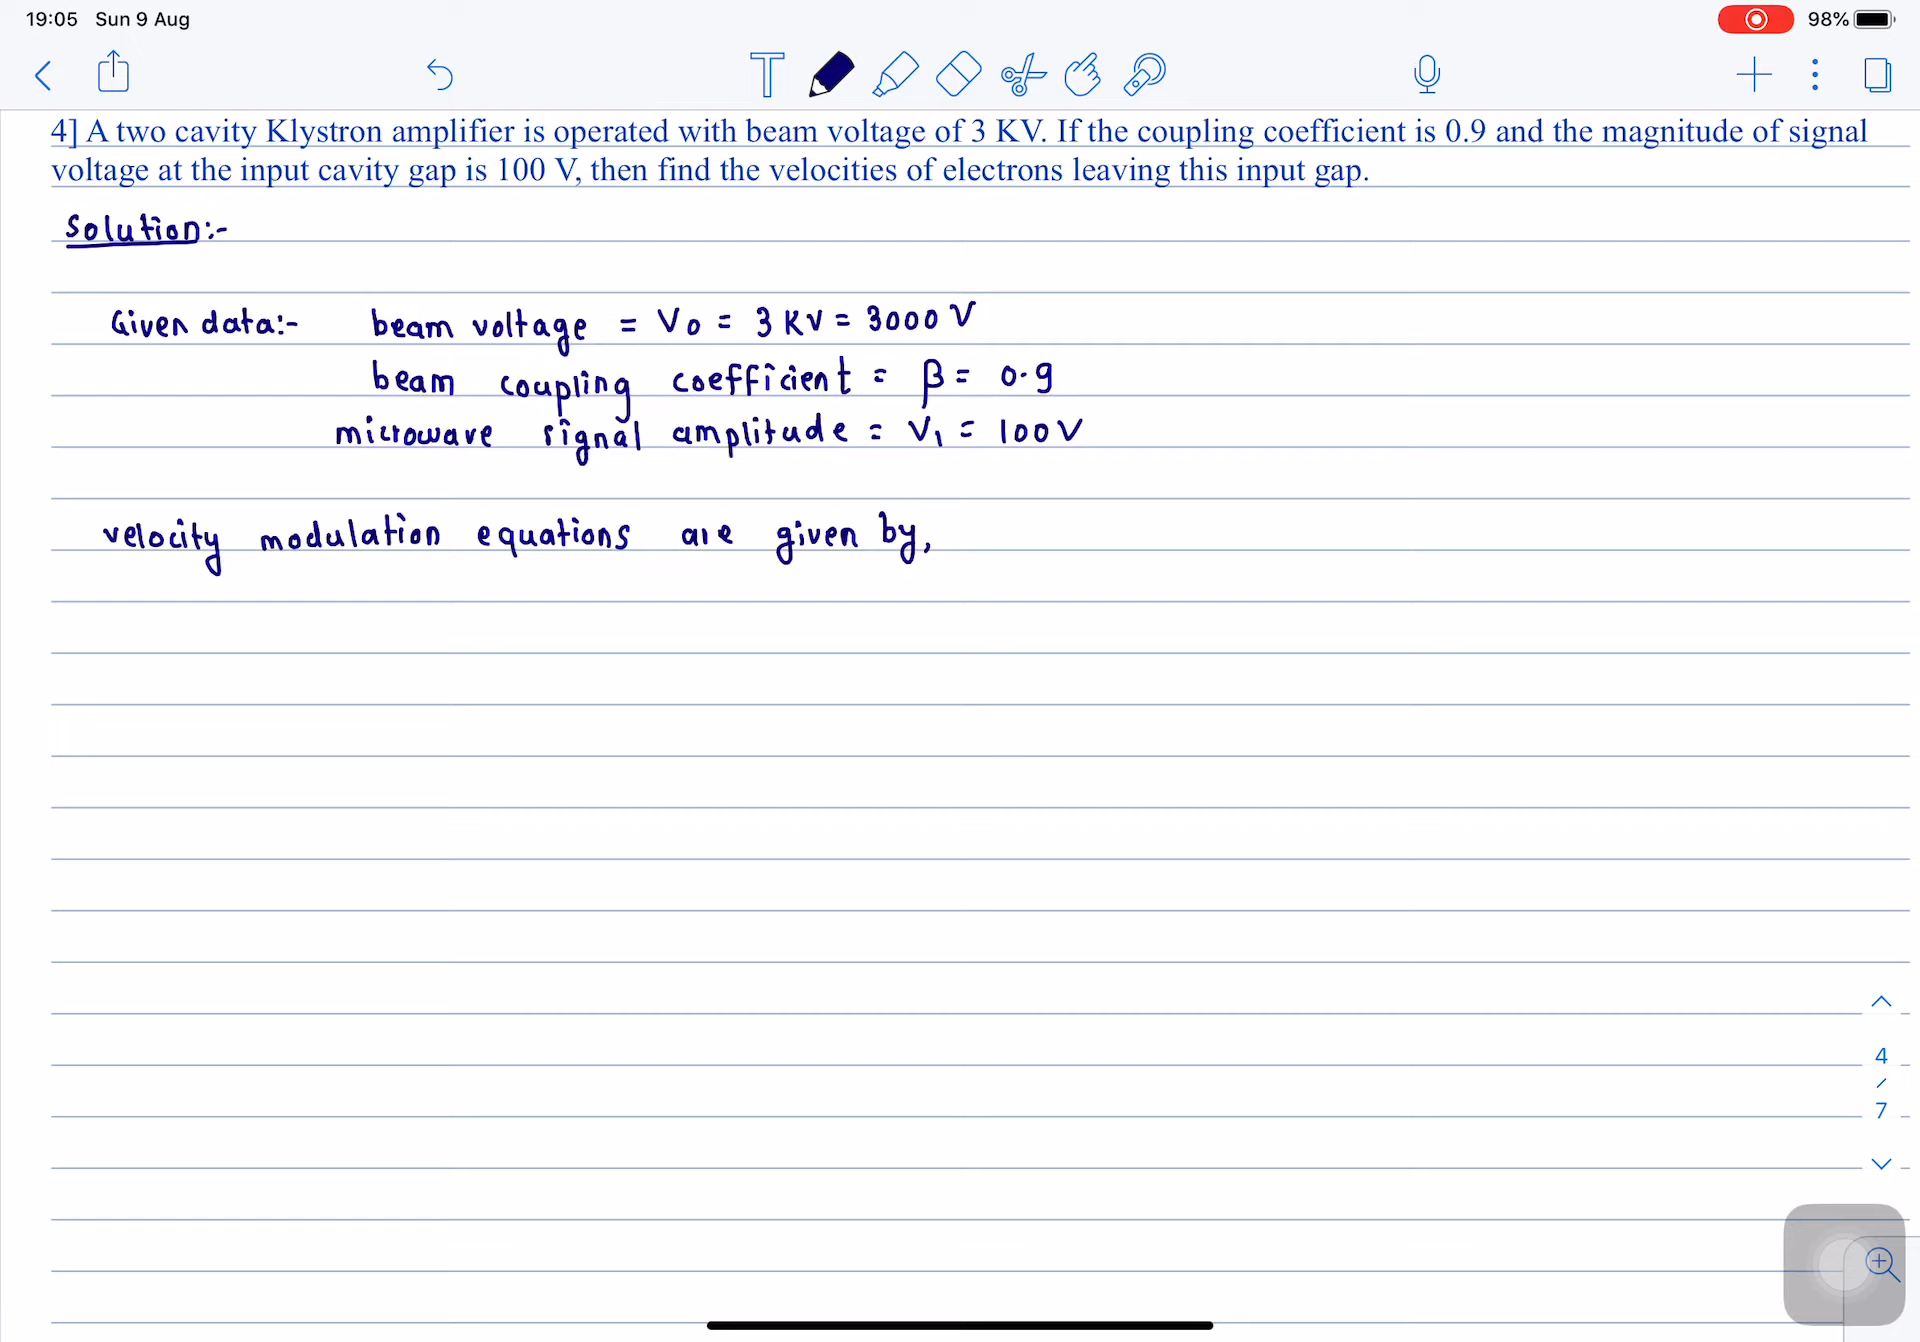 19:05 Sun 9 Aug 98%
4] A two cavity Klystron amplifier is operated with beam voltage of 3 KV. If the coupling coefficient is 0.9 and the magnitude of signal
voltage at the input cavity gap is 100 V, then find the velocities of electrons leaving this input gap.
Solution:-
Given data:- beam voltage = V0 = 3 KV = 3000 V
beam coupling coefficient = β = 0.9
microwave signal amplitude = V1 = 100 V
velocity modulation equations are given by,
4
/
7